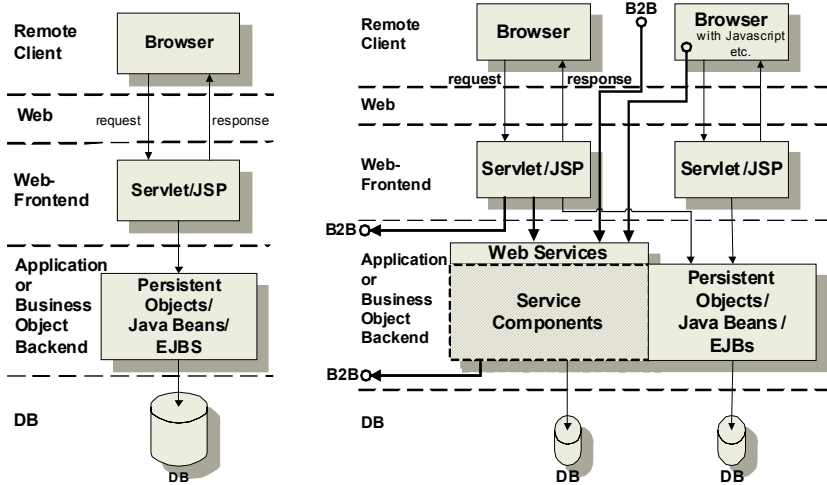 Remote
Client
Browser
Web
request
response
Web-
Frontend
Servlet/JSP
Application
or
Business
Object
Backend
Persistent
Objects/
Java Beans/
EJBS
DB
DB
Remote
Client
Browser
B2B
Browser
with Javascript
etc.
request
response
Web
Web-
Frontend
Servlet/JSP
Servlet/JSP
B2B
Application
or
Business
Object
Backend
Web Services
Service
Components
Persistent
Objects/
Java Beans /
EJBs
B2B
DB
DB
DB